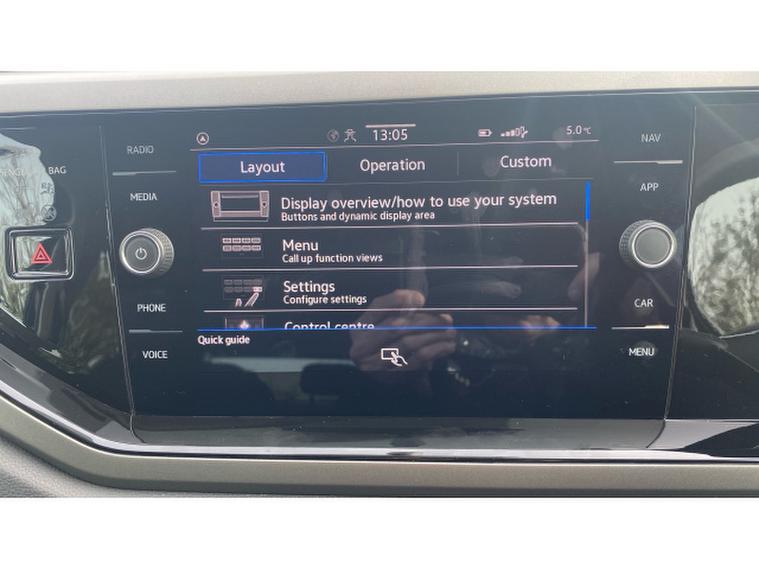 PASSENGER BAG
RADIO
MEDIA
PHONE
VOICE
13:05
5.0°C
Layout
Operation
Custom
Display overview/how to use your system
Buttons and dynamic display area
Menu
Call up function views
Settings
Configure settings
Control centre
Quick guide
NAV
APP
CAR
MENU